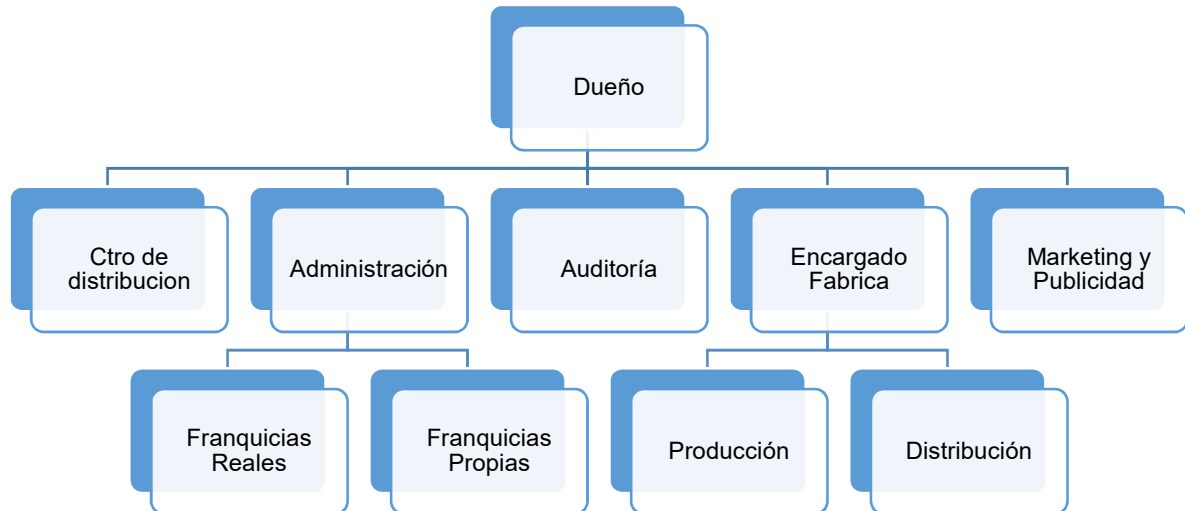 Dueño
Ctro de
distribucion
Administración
Auditoría
Encargado
Fabrica
Marketing y
Publicidad
Franquicias
Reales
Franquicias
Propias
Producción
Distribución